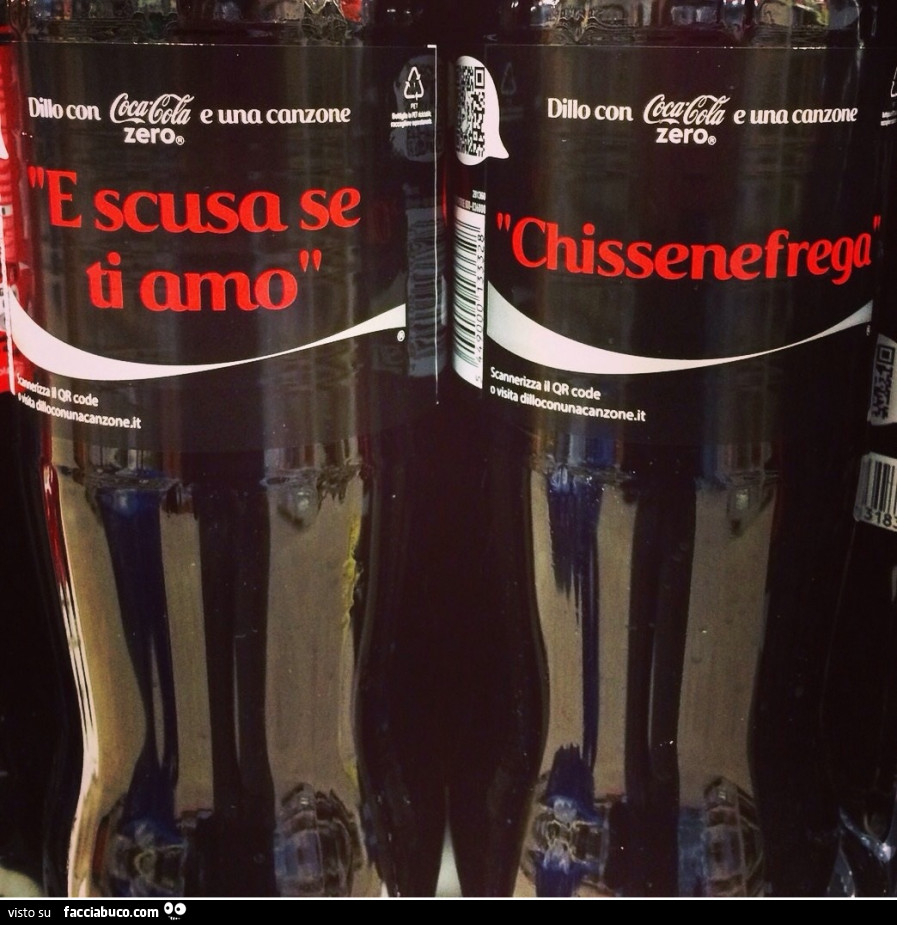 Dillo con Coca-Cola zero® e una canzone
"E scusa se
ti amo"
®
Scannerizza il QR code
o visita dilloconunacanzone.it
PET
Dillo con Coca-Cola zero® e una canzone
"Chissenefrega"
Scannerizza il QR code
o visita dilloconunacanzone.it
visto su facciabuco.com